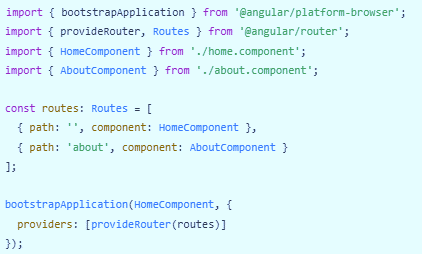 import { bootstrapApplication } from '@angular/platform-browser';
import { provideRouter, Routes } from '@angular/router';
import { HomeComponent } from './home.component';
import { AboutComponent } from './about.component';

const routes: Routes = [
  { path: '', component: HomeComponent },
  { path: 'about', component: AboutComponent }
];

bootstrapApplication(HomeComponent, {
  providers: [provideRouter(routes)]
});